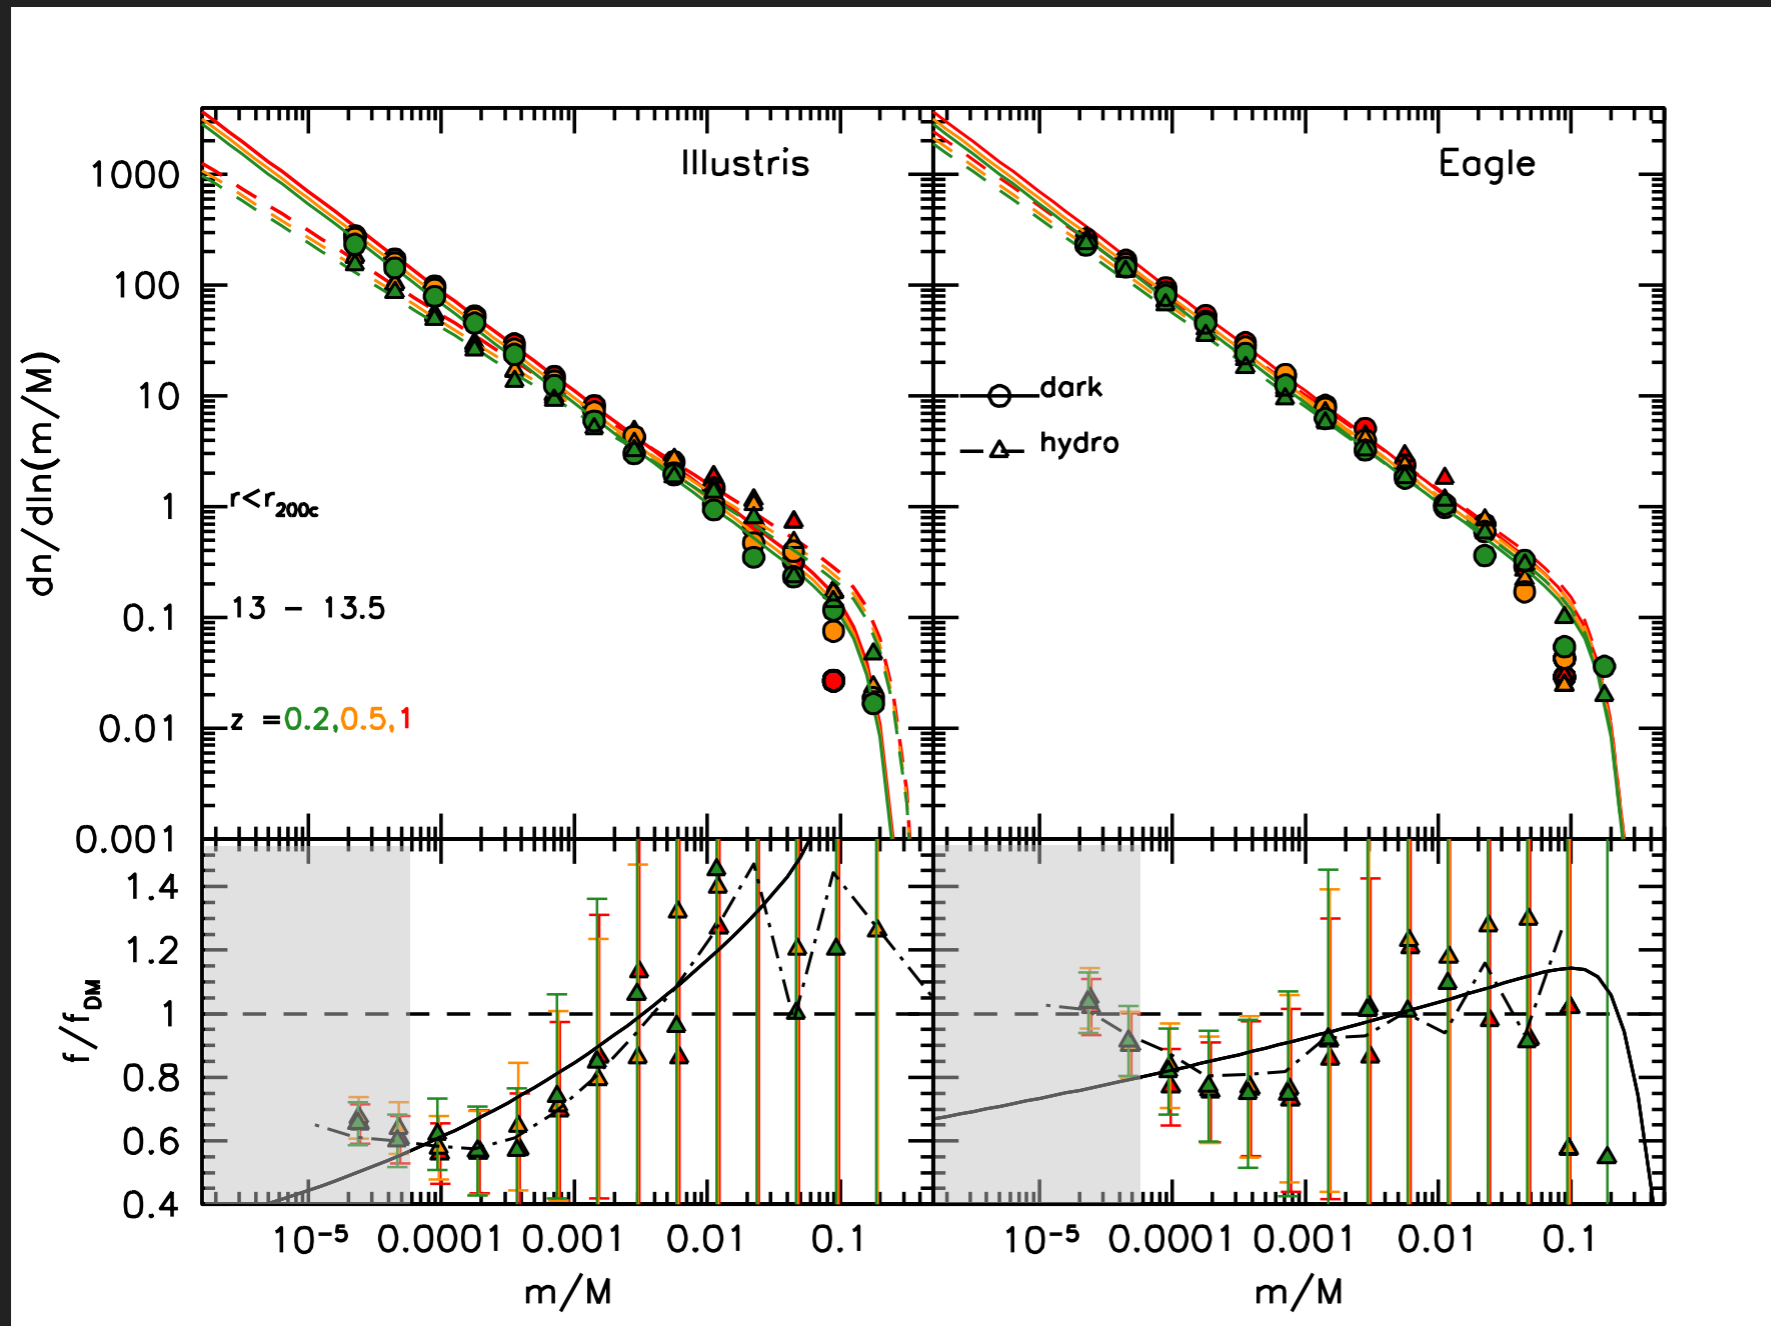 Illustris
Eagle
dn/dln(m/M)
1000
100
10
1
0.1
0.01
0.001
r<r200c
13 – 13.5
z =0.2,0.5,1
dark
hydro
f/fDM
1.4
1.2
1
0.8
0.6
0.4
10-5 0.0001 0.001 0.01 0.1
10-5 0.0001 0.001 0.01 0.1
m/M
m/M